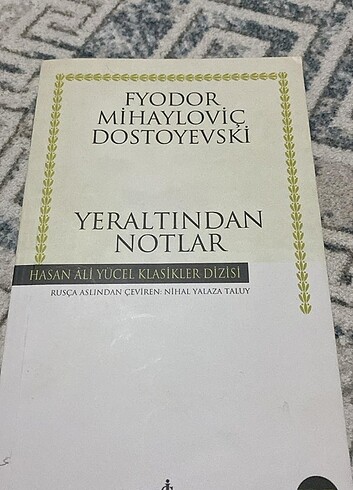 FYODOR
MİHAYLOVİÇ
DOSTOYEVSKİ
YERALTINDAN
NOTLAR
HASAN ÂLİ YÜCEL KLASİKLER DİZİSİ
RUSÇA ASLINDAN ÇEVİREN: NİHAL YALAZA TALUY